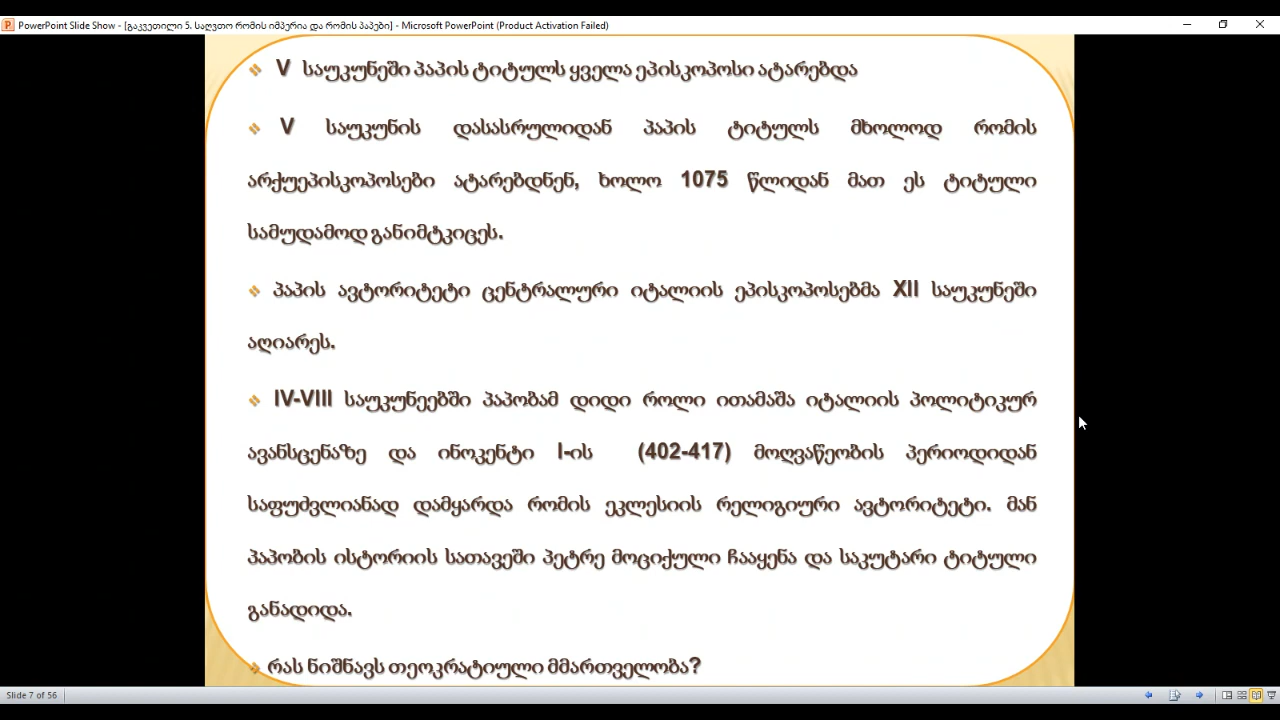 PowerPoint Slide Show - [გაკვეთილი 5. საღვთო რომის იმპერია და რომის პაპები] - Microsoft PowerPoint (Product Activation Failed)
V საუკუნეში პაპის ტიტულს ყველა ეპისკოპოსი ატარებდა
V საუკუნის დასასრულიდან პაპის ტიტულს მხოლოდ რომის
არქუეპისკოპოსები ატარებდნენ, ხოლო 1075 წლიდან მათ ეს ტიტული
სამუდამოდ განიმტკიცეს.
პაპის ავტორიტეტი ცენტრალური იტალიის ეპისკოპოსებმა XII საუკუნეში
აღიარეს.
IV-VIII საუკუნეებში პაპობამ დიდი როლი ითამაშა იტალიის პოლიტიკურ
ავანსცენაზე და ინოკენტი I-ის (402-417) მოღვაწეობის პერიოდიდან
საფუძვლიანად დამყარდა რომის ეკლესიის რელიგიური ავტორიტეტი. მან
პაპობის ისტორიის სათავეში პეტრე მოციქული ჩააყენა და საკუტარი ტიტული
განადიდა.
რას ნიშნავს თეოკრატიული მმართველობა?
Slide 7 of 56